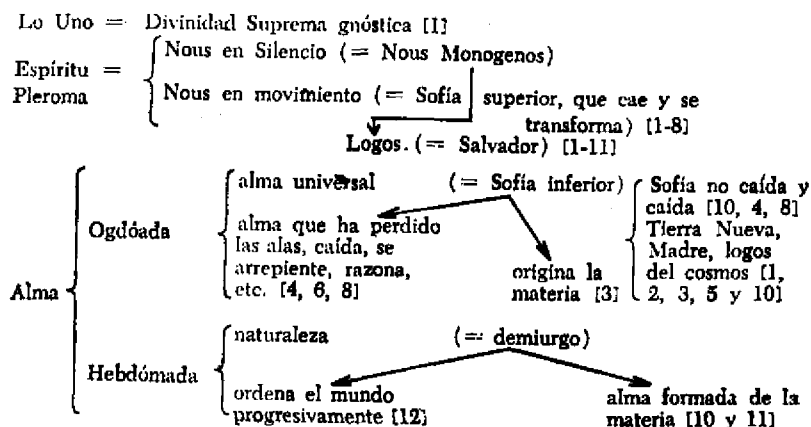 Lo Uno = Divinidad Suprema gnóstica [1]
Espíritu = Pleroma
Nous en Silencio (= Nous Monogenos)
Nous en movimiento (= Sofía superior, que cae y se
transforma) [1-8]
Logos. (= Salvador) [1-11]
Alma
Ogdóada
alma universal (= Sofía inferior)
alma que ha perdido
las alas, caída, se
arrepiente, razona,
etc. [4, 6, 8]
origina la
materia [3]
Sofía no caída y
caída [10, 4, 8]
Tierra Nueva,
Madre, logos
del cosmos [1,
2, 3, 5 y 10]
Hebdómada
naturaleza (= demiurgo)
ordena el mundo
progresivamente [12]
alma formada de la
materia [10 y 11]